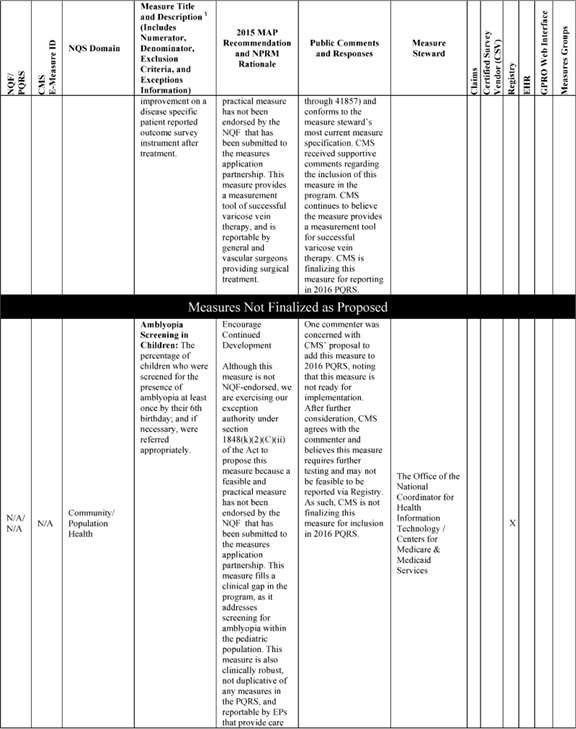 NQF/
PQRS
CMS
E-Measure ID
NQS Domain
Measure Title
and Description ¥
(Includes
Numerator,
Denominator,
Exclusion
Criteria, and
Exceptions
Information)
2015 MAP
Recommendation
and NPRM
Rationale
Public Comments
and Responses
Measure
Steward
Claims
Certified Survey
Vendor (CSV)
Registry
EHR
GPRO Web Interface
Measures Groups
improvement on a
disease specific
patient reported
outcome survey
instrument after
treatment.
practical measure
has not been
endorsed by the
NQF that has
been submitted to
the measures
application
partnership. This
measure provides
a measurement
tool of successful
varicose vein
therapy, and is
reportable by
general and
vascular surgeons
providing surgical
treatment.
through 41857) and
conforms to the
measure steward's
most current measure
specification. CMS
received supportive
comments regarding
the inclusion of this
measure in the
program. CMS
continues to believe
the measure provides
a measurement tool
for successful
varicose vein
therapy. CMS is
finalizing this
measure for reporting
in 2016 PQRS.
Measures Not Finalized as Proposed
N/A/
N/A
N/A
Community/
Population
Health
Amblyopia
Screening in
Children: The
percentage of
children who were
screened for the
presence of
amblyopia at least
once by their 6th
birthday; and if
necessary, were
referred
appropriately.
Encourage
Continued
Development
Although this
measure is not
NQF-endorsed, we
are exercising our
exception
authority under
section
1848(k)(2)(C)(ii)
of the Act to
propose this
measure because a
feasible and
practical measure
has not been
endorsed by the
NQF that has
been submitted to
the measures
application
partnership. This
measure fills a
clinical gap in the
program, as it
addresses
screening for
amblyopia within
the pediatric
population. This
measure is also
clinically robust,
not duplicative of
any measures in
the PQRS, and
reportable by EPs
that provide care
One commenter was
concerned with
CMS' proposal to
add this measure to
2016 PQRS, noting
that this measure is
not ready for
implementation.
After further
consideration, CMS
agrees with the
commenter and
believes this measure
requires further
testing and may not
be feasible to be
reported via Registry.
As such, CMS is not
finalizing this
measure for inclusion
in 2016 PQRS.
The Office of the
National
Coordinator for
Health
Information
Technology /
Centers for
Medicare &
Medicaid
Services
X